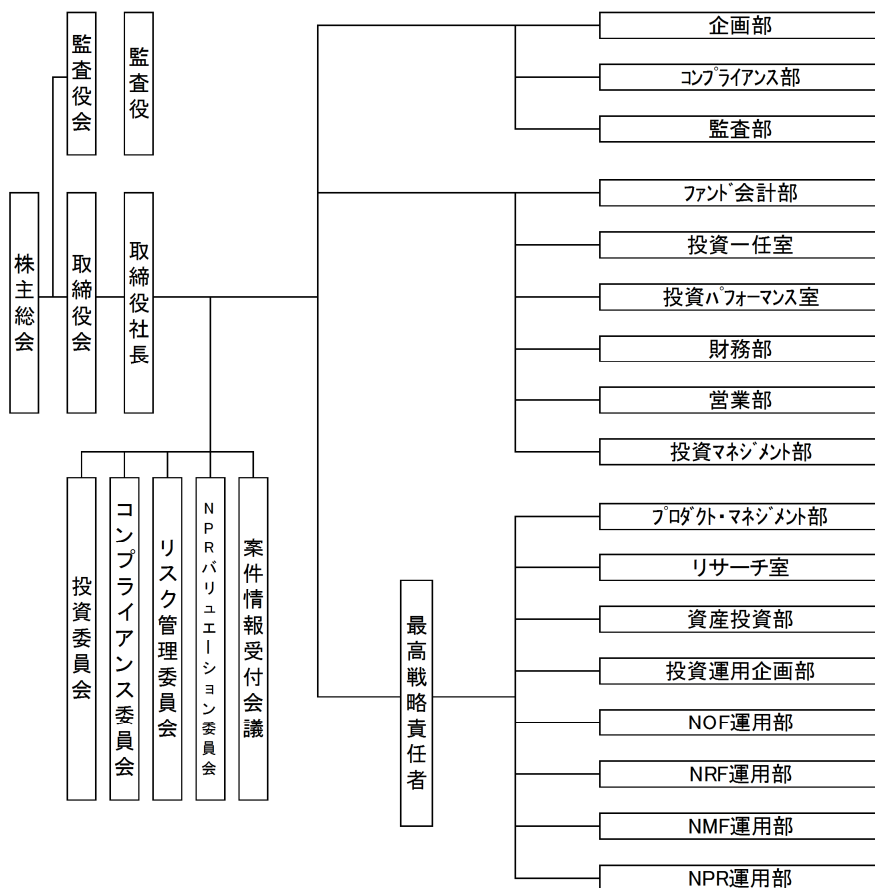 監査役会
監査役
株主総会
取締役会
取締役社長
投資委員会
コンプライアンス委員会
リスク管理委員会
NPRバリュエーション委員会
案件情報受付会議
最高戦略責任者
企画部
コンプライアンス部
監査部
ファンド会計部
投資一任室
投資パフォーマンス室
財務部
営業部
投資マネジメント部
プロダクト・マネジメント部
リサーチ室
資産投資部
投資運用企画部
NOF運用部
NRF運用部
NMF運用部
NPR運用部